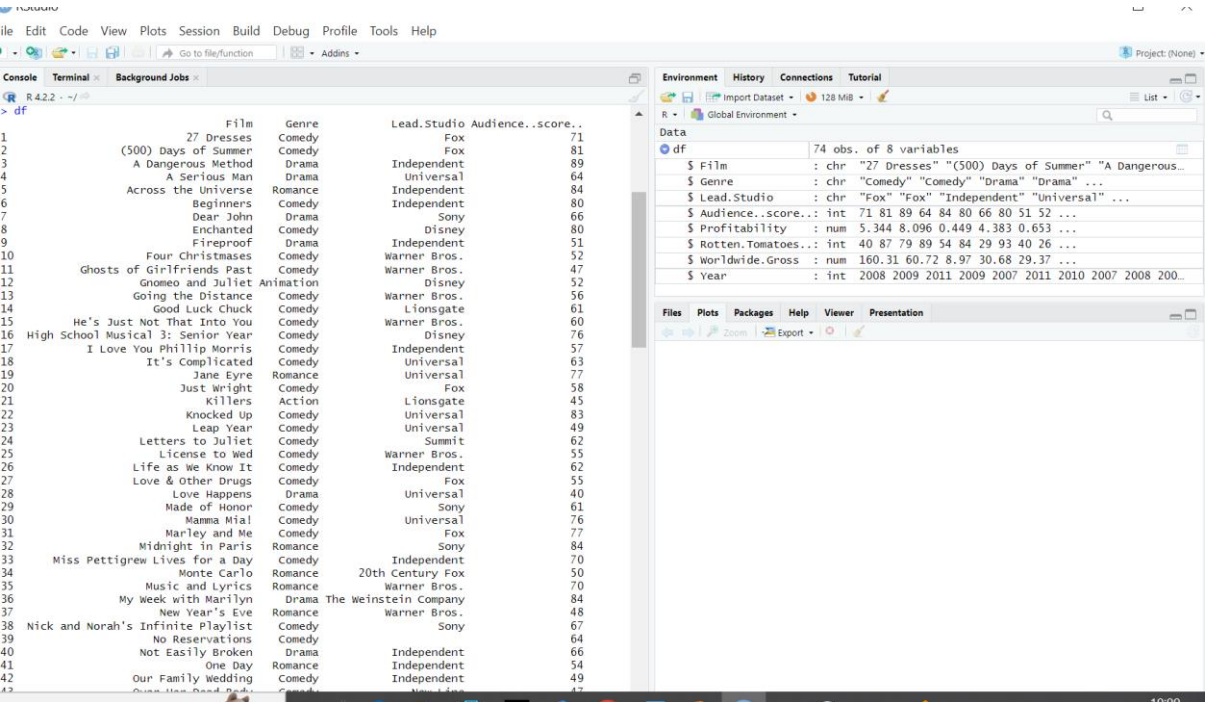 RStudio
ile Edit Code View Plots Session Build Debug Profile Tools Help
Go to file/function Addins Project: (None)
Console Terminal Background Jobs
R 4.2.2 · ~/
> df
Film Genre Lead.Studio Audience..score..
1 27 Dresses Comedy Fox 71
2 (500) Days of Summer Comedy Fox 81
3 A Dangerous Method Drama Independent 89
4 A Serious Man Drama Universal 64
5 Across the Universe Romance Independent 84
6 Beginners Comedy Independent 80
7 Dear John Drama Sony 66
8 Enchanted Comedy Disney 80
9 Fireproof Drama Independent 51
10 Four Christmases Comedy Warner Bros. 52
11 Ghosts of Girlfriends Past Comedy Warner Bros. 47
12 Gnomeo and Juliet Animation Disney 52
13 Going the Distance Comedy Warner Bros. 56
14 Good Luck Chuck Comedy Lionsgate 61
15 He's Just Not That Into You Comedy Warner Bros. 60
16 High School Musical 3: Senior Year Comedy Disney 76
17 I Love You Phillip Morris Comedy Independent 57
18 It's Complicated Comedy Universal 63
19 Jane Eyre Romance Universal 77
20 Just Wright Comedy Fox 58
21 Killers Action Lionsgate 45
22 Knocked Up Comedy Universal 83
23 Leap Year Comedy Universal 49
24 Letters to Juliet Comedy Summit 62
25 License to Wed Comedy Warner Bros. 55
26 Life as We Know It Comedy Independent 62
27 Love & Other Drugs Comedy Fox 55
28 Love Happens Drama Universal 40
29 Made of Honor Comedy Sony 61
30 Mamma Mia! Comedy Universal 76
31 Marley and Me Comedy Fox 77
32 Midnight in Paris Romance Sony 84
33 Miss Pettigrew Lives for a Day Comedy Independent 70
34 Monte Carlo Romance 20th Century Fox 50
35 Music and Lyrics Romance Warner Bros. 70
36 My Week with Marilyn Drama The Weinstein Company 84
37 New Year's Eve Romance Warner Bros. 48
38 Nick and Norah's Infinite Playlist Comedy Sony 67
39 No Reservations Comedy 64
40 Not Easily Broken Drama Independent 66
41 One Day Romance Independent 54
42 Our Family Wedding Comedy Independent 49
43 Over Her Dead Body Comedy New Line 47
Environment History Connections Tutorial
Import Dataset 128 MiB List
R Global Environment
Data
df 74 obs. of 8 variables
$ Film : chr "27 Dresses" "(500) Days of Summer" "A Dangerous…
$ Genre : chr "Comedy" "Comedy" "Drama" "Drama" ...
$ Lead.Studio : chr "Fox" "Fox" "Independent" "Universal" ...
$ Audience..score..: int 71 81 89 64 84 80 66 80 51 52 ...
$ Profitability : num 5.344 8.096 0.449 4.383 0.653 ...
$ Rotten.Tomatoes..: int 40 87 79 89 54 84 29 93 40 26 ...
$ Worldwide.Gross : num 160.31 60.72 8.97 30.68 29.37 ...
$ Year : int 2008 2009 2011 2009 2007 2011 2010 2007 2008 200…
Files Plots Packages Help Viewer Presentation
Zoom Export